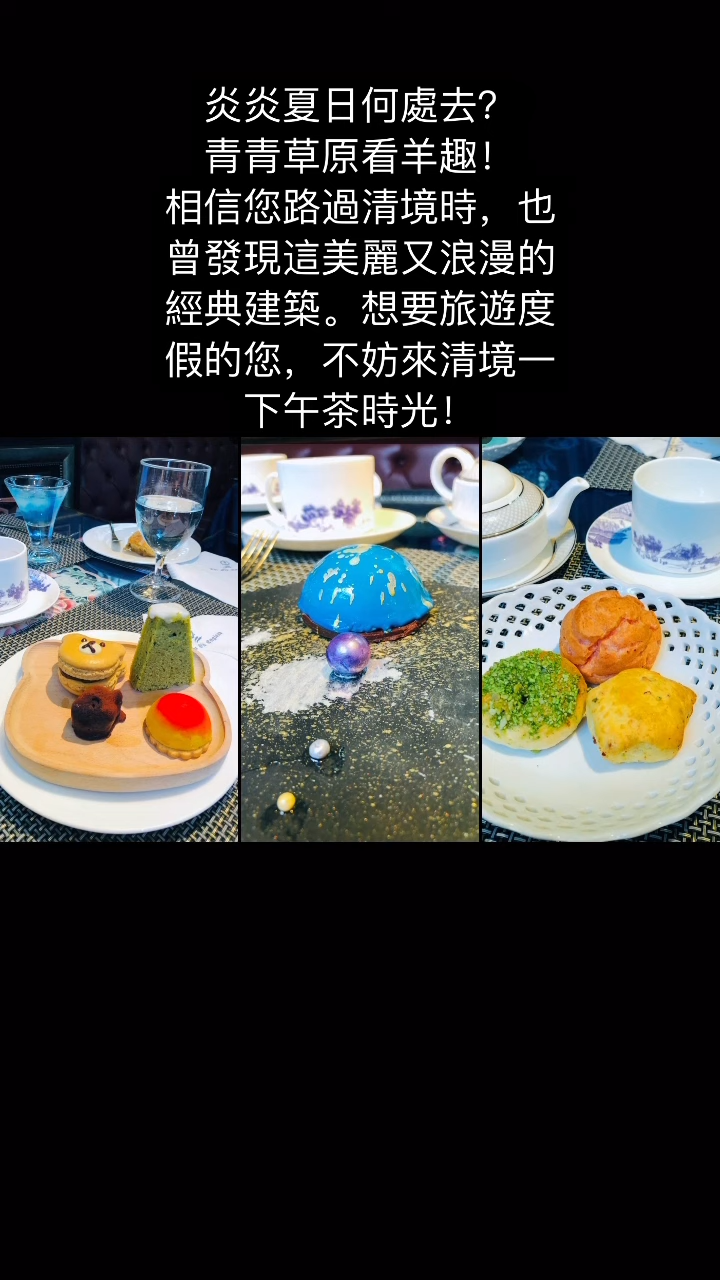 炎炎夏日何處去？
青青草原看羊趣！
相信您路過清境時，也
曾發現這美麗又浪漫的
經典建築。想要旅遊度
假的您，不妨來清境一
下午茶時光！